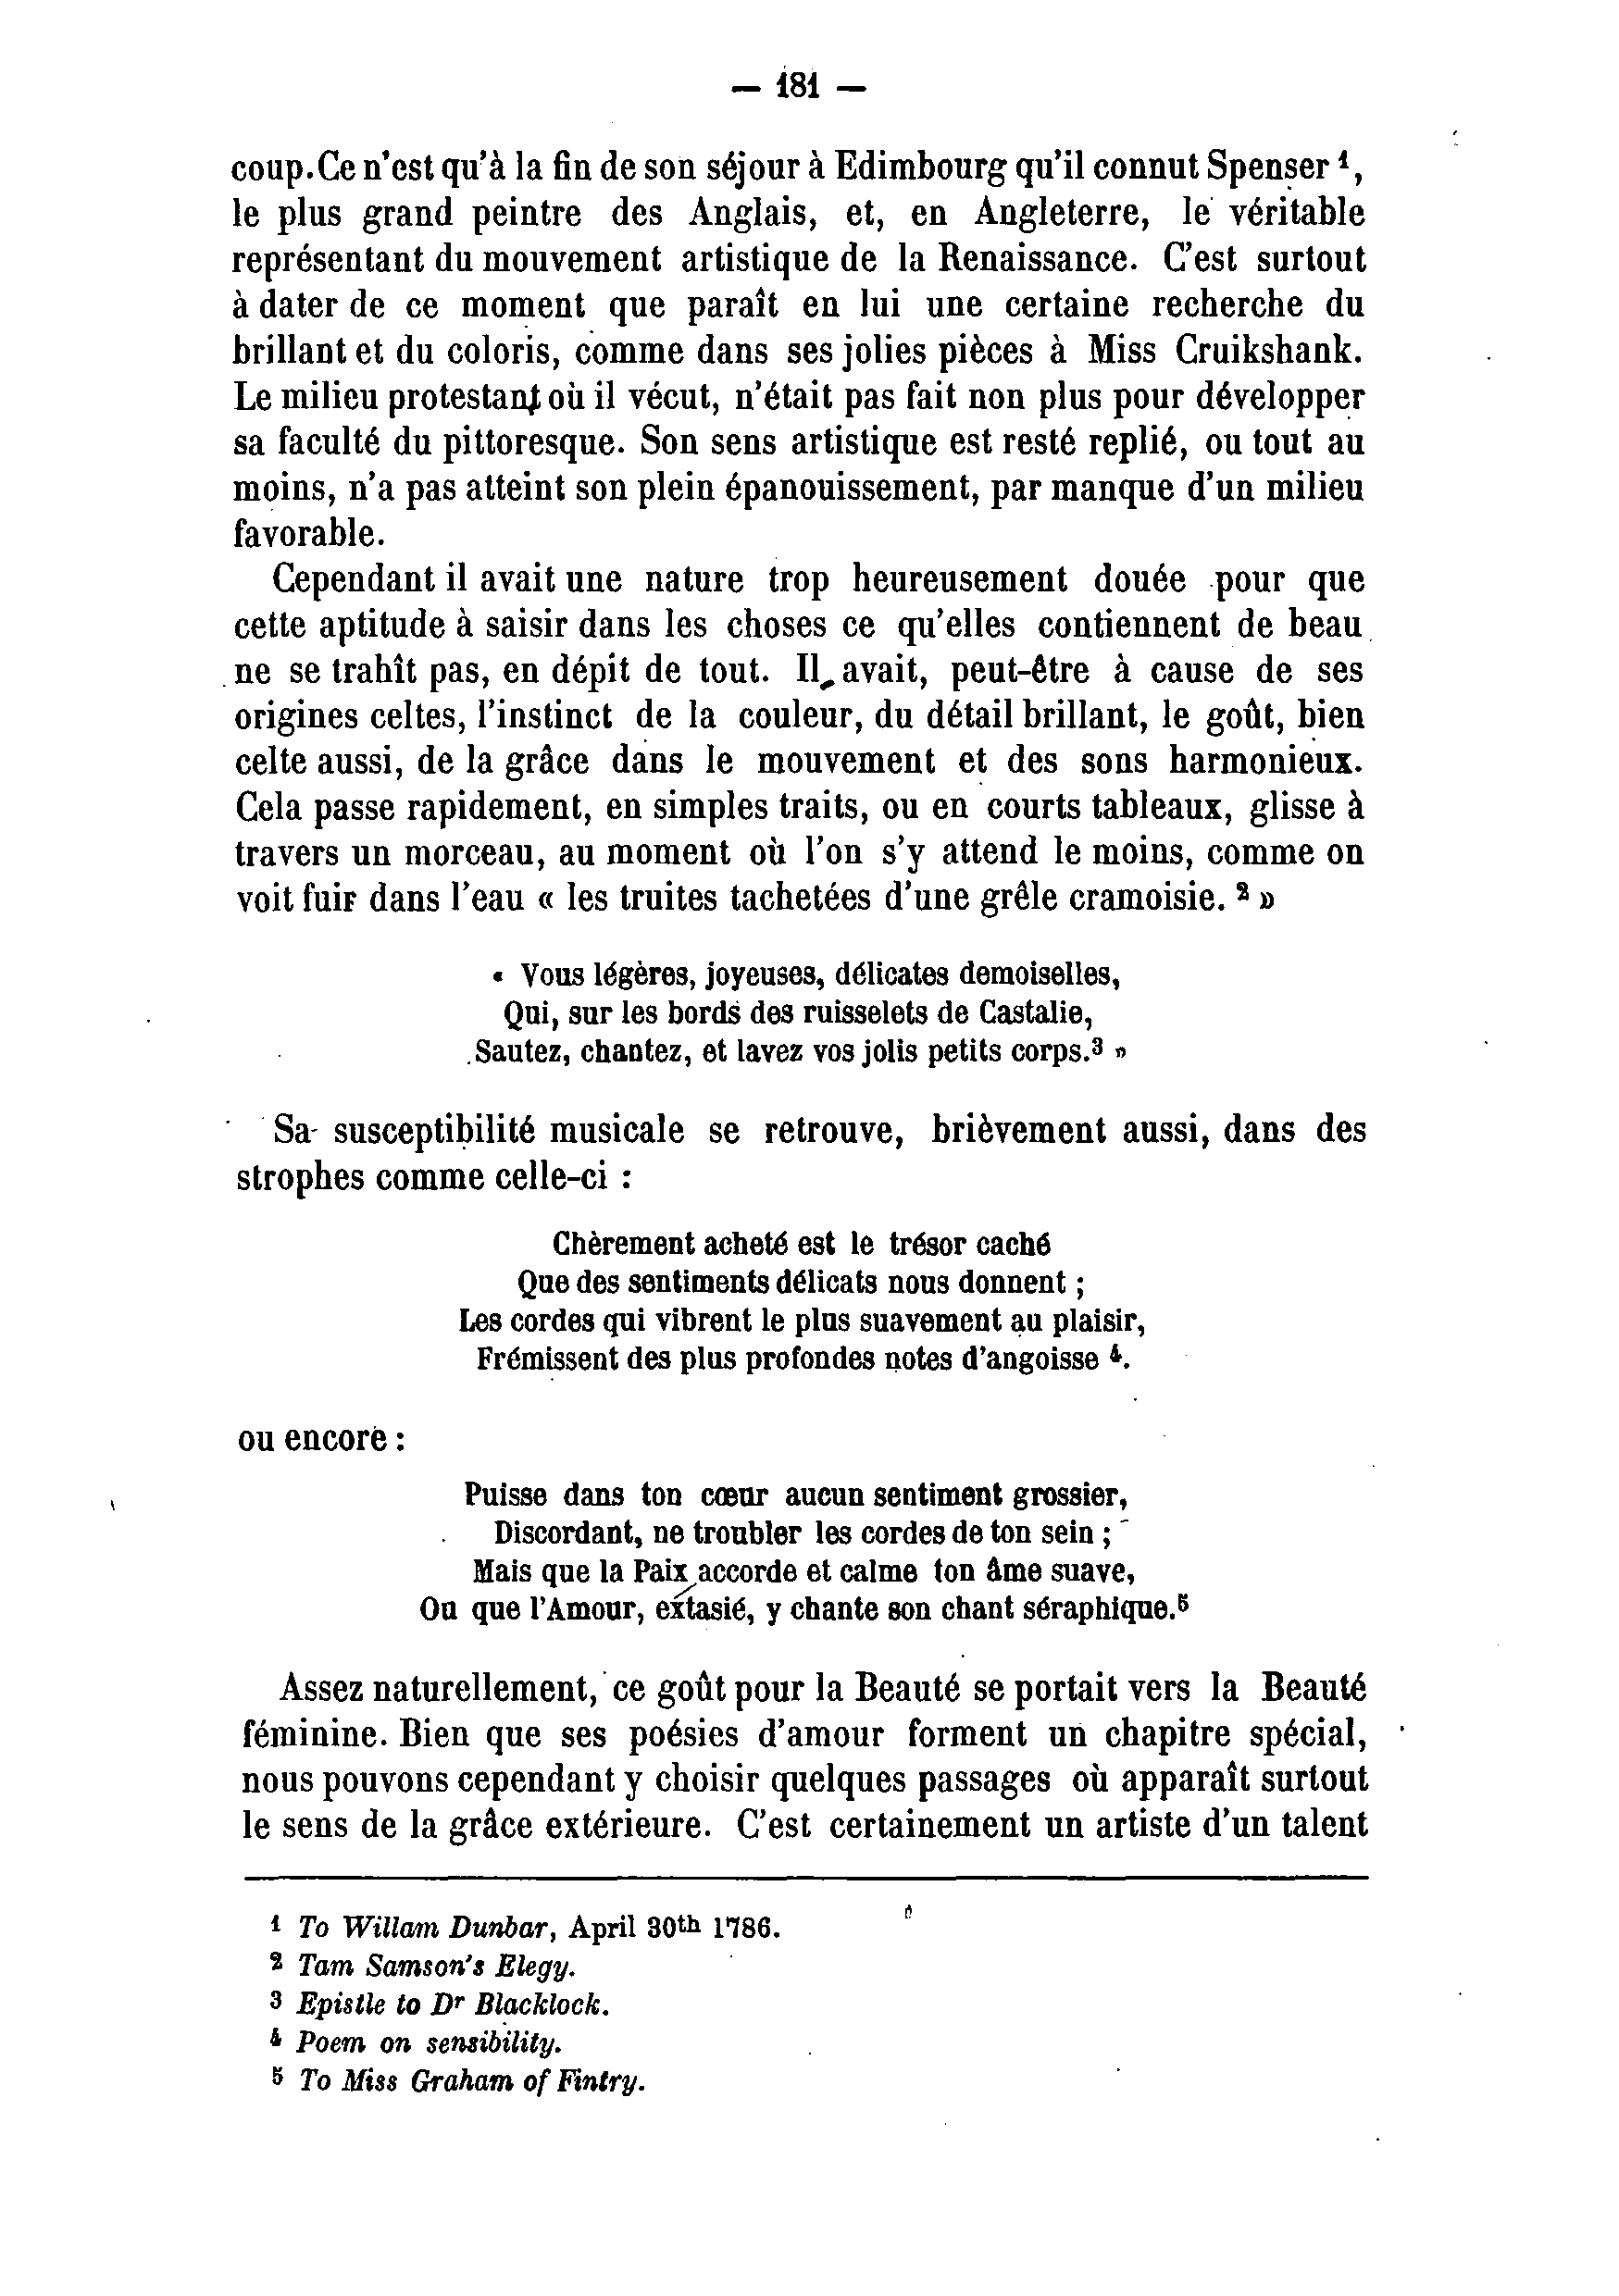 — 181 —
coup. Ce n'est qu'à la fin de son séjour à Edimbourg qu'il connut Spenser ¹,
le plus grand peintre des Anglais, et, en Angleterre, le véritable
représentant du mouvement artistique de la Renaissance. C'est surtout
à dater de ce moment que paraît en lui une certaine recherche du
brillant et du coloris, comme dans ses jolies pièces à Miss Cruikshank.
Le milieu protestant où il vécut, n'était pas fait non plus pour développer
sa faculté du pittoresque. Son sens artistique est resté replié, ou tout au
moins, n'a pas atteint son plein épanouissement, par manque d'un milieu
favorable.
Cependant il avait une nature trop heureusement douée pour que
cette aptitude à saisir dans les choses ce qu'elles contiennent de beau
ne se trahît pas, en dépit de tout. Il avait, peut-être à cause de ses
origines celtes, l'instinct de la couleur, du détail brillant, le goût, bien
celte aussi, de la grâce dans le mouvement et des sons harmonieux.
Cela passe rapidement, en simples traits, ou en courts tableaux, glisse à
travers un morceau, au moment où l'on s'y attend le moins, comme on
voit fuir dans l'eau « les truites tachetées d'une grêle cramoisie. ² »
« Vous légères, joyeuses, délicates demoiselles,
Qui, sur les bords des ruisselets de Castalie,
Sautez, chantez, et lavez vos jolis petits corps.³ »
Sa susceptibilité musicale se retrouve, brièvement aussi, dans des
strophes comme celle-ci :
Chèrement acheté est le trésor caché
Que des sentiments délicats nous donnent ;
Les cordes qui vibrent le plus suavement au plaisir,
Frémissent des plus profondes notes d'angoisse ⁴.
ou encore :
Puisse dans ton cœur aucun sentiment grossier,
Discordant, ne troubler les cordes de ton sein ;
Mais que la Paix accorde et calme ton âme suave,
Ou que l'Amour, extasié, y chante son chant séraphique.⁵
Assez naturellement, ce goût pour la Beauté se portait vers la Beauté
féminine. Bien que ses poésies d'amour forment un chapitre spécial,
nous pouvons cependant y choisir quelques passages où apparaît surtout
le sens de la grâce extérieure. C'est certainement un artiste d'un talent
¹ To Willam Dunbar, April 30th 1786.
² Tam Samson's Elegy.
³ Epistle to Dr Blacklock.
⁴ Poem on sensibility.
⁵ To Miss Graham of Fintry.